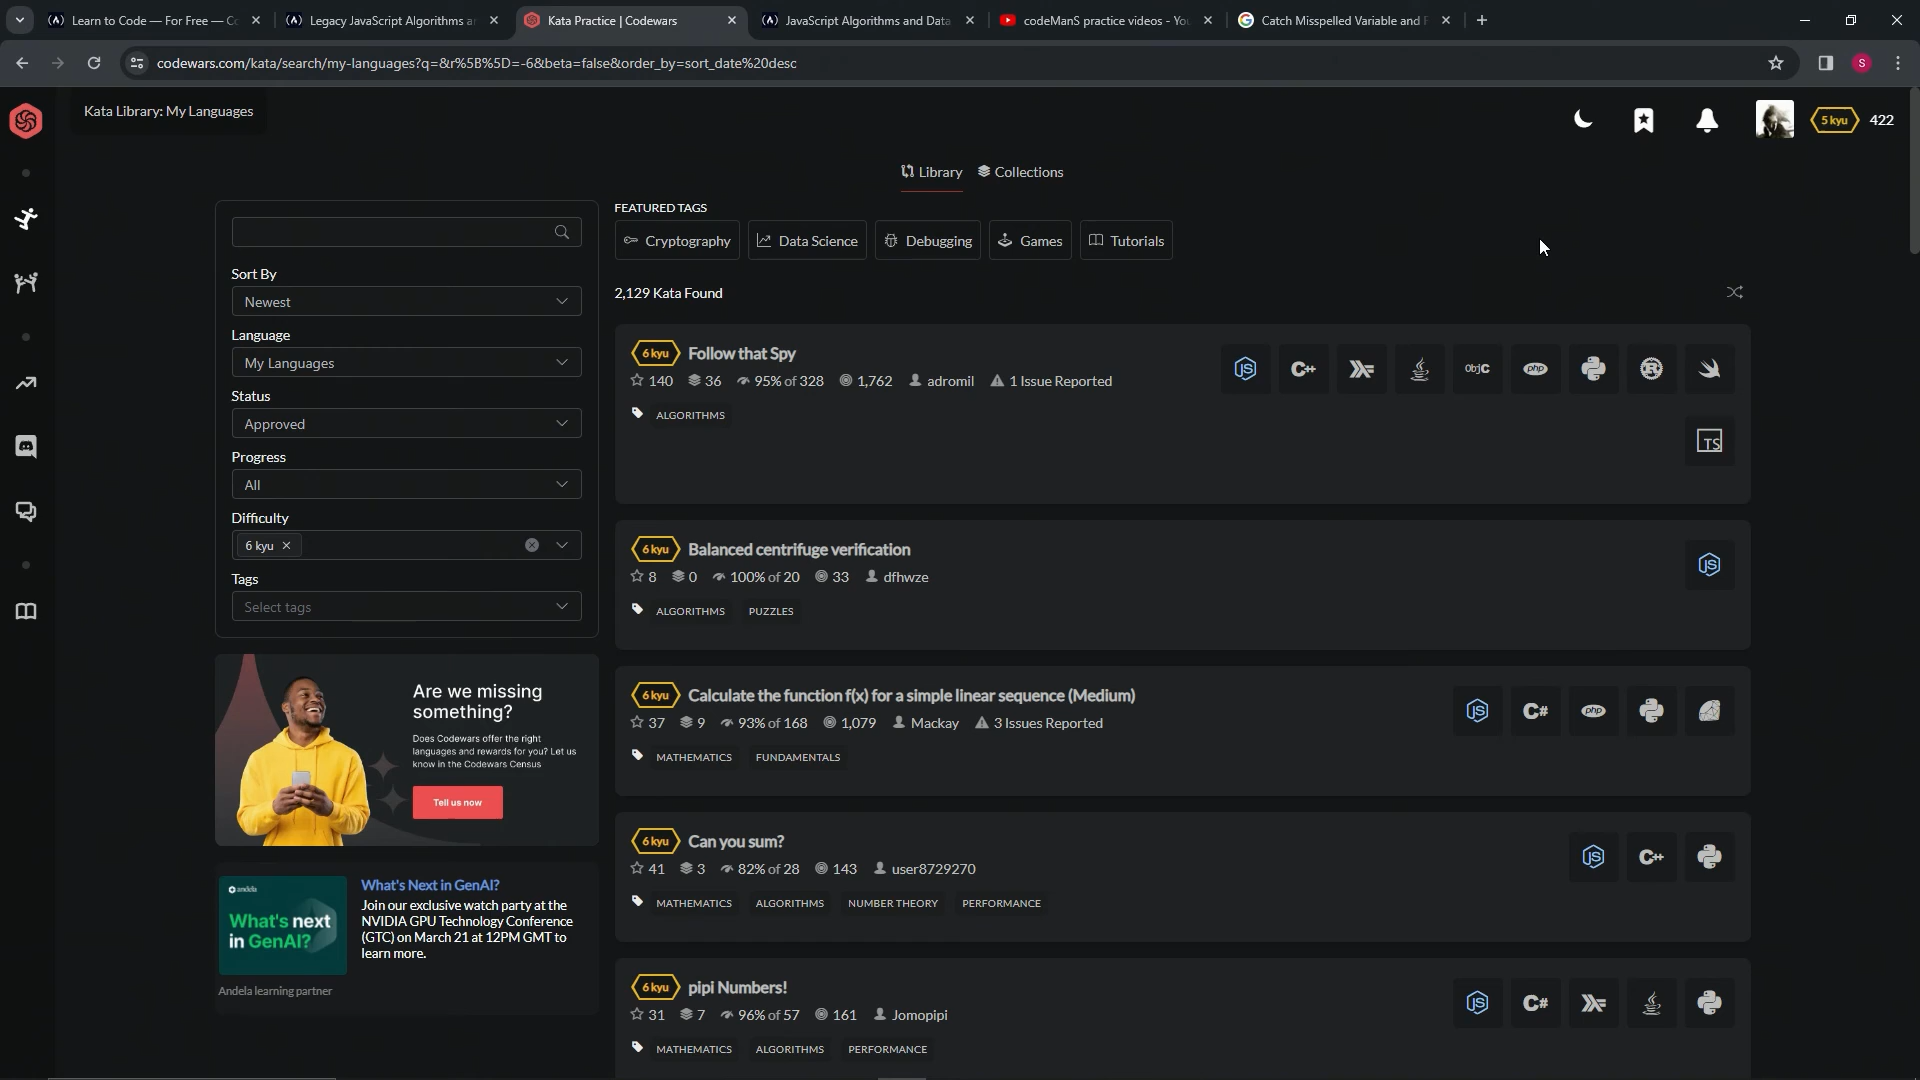 Learn to Code — For Free — C
Legacy JavaScript Algorithms a
Kata Practice | Codewars
JavaScript Algorithms and Data
codeManS practice videos - Yo
Catch Misspelled Variable and F
codewars.com/kata/search/my-languages?q=&r%5B%5D=-6&beta=false&order_by=sort_date%20desc
S
Kata Library: My Languages
5 kyu 422
Library
Collections
Sort By
Newest
Language
My Languages
Status
Approved
Progress
All
Difficulty
6 kyu
Tags
Select tags
Are we missing
something?
Does Codewars offer the right
languages and rewards for you? Let us
know in the Codewars Census
Tell us now
andela
What's next
in GenAI?
What's Next in GenAI?
Join our exclusive watch party at the
NVIDIA GPU Technology Conference
(GTC) on March 21 at 12PM GMT to
learn more.
Andela learning partner
FEATURED TAGS
Cryptography
Data Science
Debugging
Games
Tutorials
2,129 Kata Found
6 kyu Follow that Spy
140 36 95% of 328 1,762 adromil 1 Issue Reported
ALGORITHMS
JS C++ ObjC php R
TS
6 kyu Balanced centrifuge verification
8 0 100% of 20 33 dfhwze
ALGORITHMS PUZZLES
JS
6 kyu Calculate the function f(x) for a simple linear sequence (Medium)
37 9 93% of 168 1,079 Mackay 3 Issues Reported
MATHEMATICS FUNDAMENTALS
JS C# php
6 kyu Can you sum?
41 3 82% of 28 143 user8729270
MATHEMATICS ALGORITHMS NUMBER THEORY PERFORMANCE
JS C++
6 kyu pipi Numbers!
31 7 96% of 57 161 Jomopipi
MATHEMATICS ALGORITHMS PERFORMANCE
JS C#